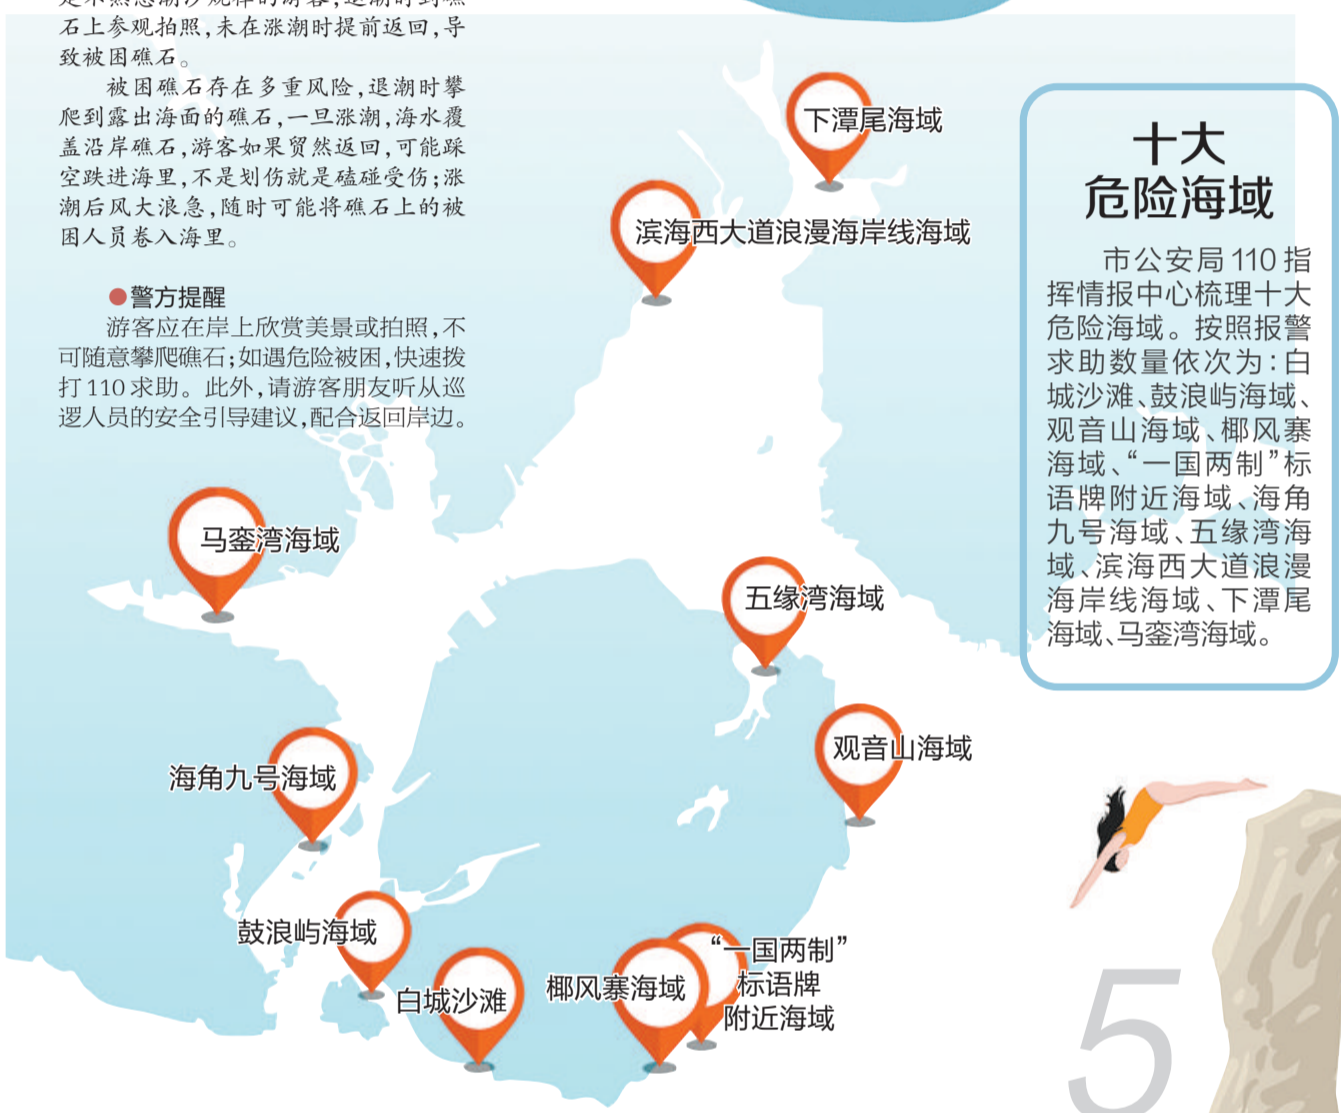 是不熟悉潮汐规律的游客,退潮时到礁
石上参观拍照,未在涨潮时提前返回,导
致被困礁石。
被困礁石存在多重风险,退潮时攀
爬到露出海面的礁石,一旦涨潮,海水覆
盖沿岸礁石,游客如果贸然返回,可能踩
空跌进海里,不是划伤就是磕碰受伤;涨
潮后风大浪急,随时可能将礁石上的被
困人员卷入海里。
●警方提醒
游客应在岸上欣赏美景或拍照,不
可随意攀爬礁石;如遇危险被困,快速拨
打110求助。此外,请游客朋友听从巡
逻人员的安全引导建议,配合返回岸边。
下潭尾海域
滨海西大道浪漫海岸线海域
马銮湾海域
五缘湾海域
观音山海域
海角九号海域
鼓浪屿海域
白城沙滩
椰风寨海域
“一国两制”
标语牌
附近海域
十大
危险海域
市公安局110指
挥情报中心梳理十大
危险海域。按照报警
求助数量依次为:白
城沙滩、鼓浪屿海域、
观音山海域、椰风寨
海域、“一国两制”标
语牌附近海域、海角
九号海域、五缘湾海
域、滨海西大道浪漫
海岸线海域、下潭尾
海域、马銮湾海域。
5